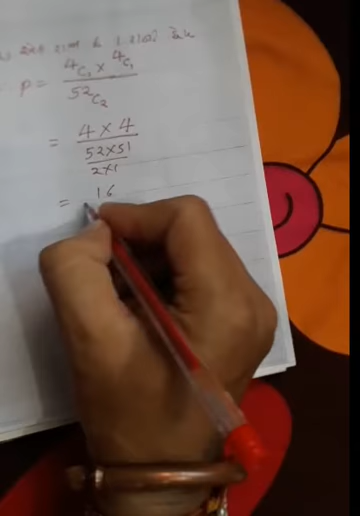 P = ⁴C₁ × ⁴C₁ / ⁵²C₂
= 4 × 4 / (52 × 51 / 2 × 1)
= 16